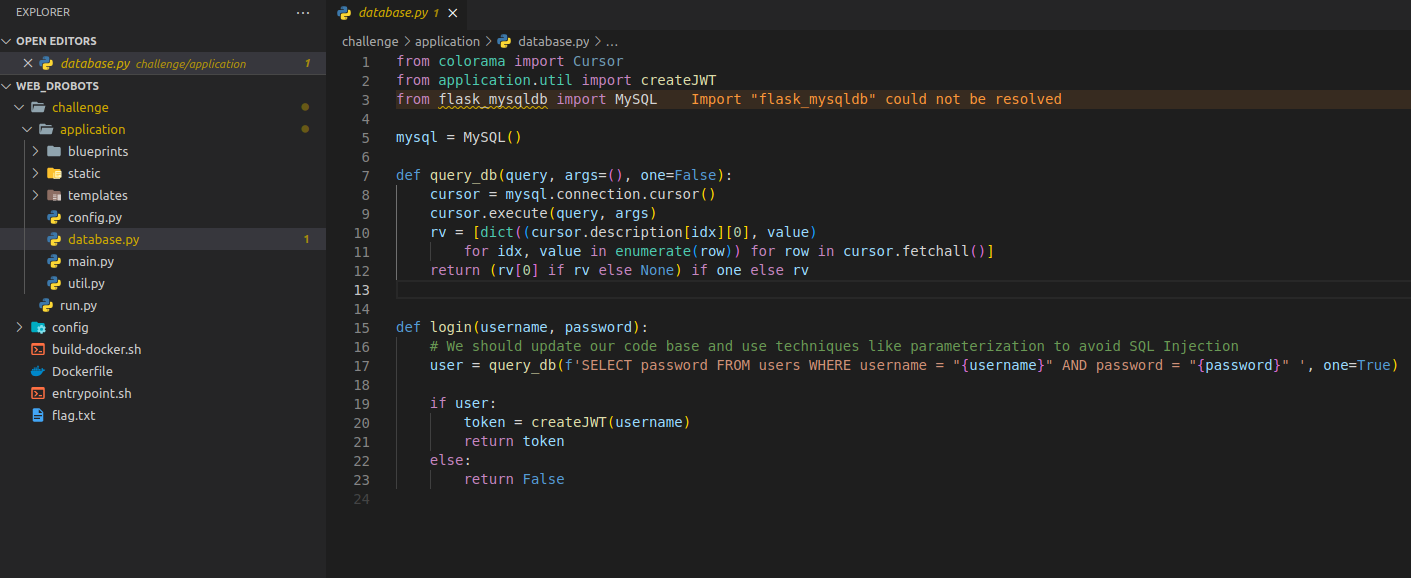 EXPLORER
OPEN EDITORS
database.py challenge/application 1
WEB_DROBOTS
challenge
application
blueprints
static
templates
config.py
database.py 1
main.py
util.py
run.py
config
build-docker.sh
Dockerfile
entrypoint.sh
flag.txt
database.py 1
challenge > application > database.py > ...
1 from colorama import Cursor
2 from application.util import createJWT
3 from flask_mysqldb import MySQL Import "flask_mysqldb" could not be resolved
4
5 mysql = MySQL()
6
7 def query_db(query, args=(), one=False):
8 cursor = mysql.connection.cursor()
9 cursor.execute(query, args)
10 rv = [dict((cursor.description[idx][0], value)
11 for idx, value in enumerate(row)) for row in cursor.fetchall()]
12 return (rv[0] if rv else None) if one else rv
13
14
15 def login(username, password):
16 # We should update our code base and use techniques like parameterization to avoid SQL Injection
17 user = query_db(f'SELECT password FROM users WHERE username = "{username}" AND password = "{password}" ', one=True)
18
19 if user:
20 token = createJWT(username)
21 return token
22 else:
23 return False
24